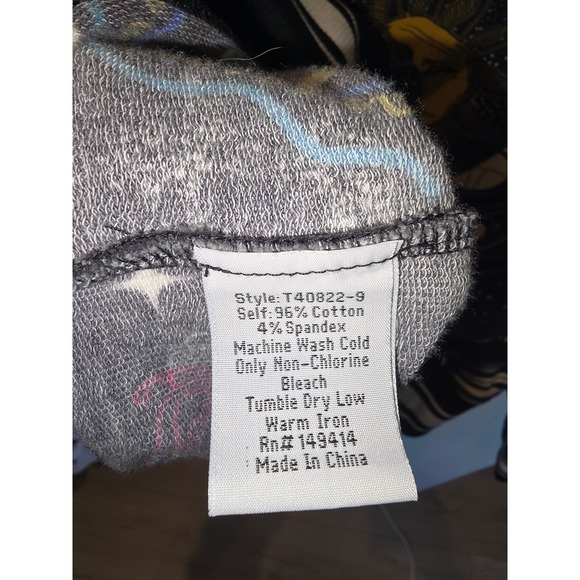 Style: T40822-9
Self: 96% Cotton
4% Spandex
Machine Wash Cold
Only Non-Chlorine
Bleach
Tumble Dry Low
Warm Iron
Rn# 149414
Made In China